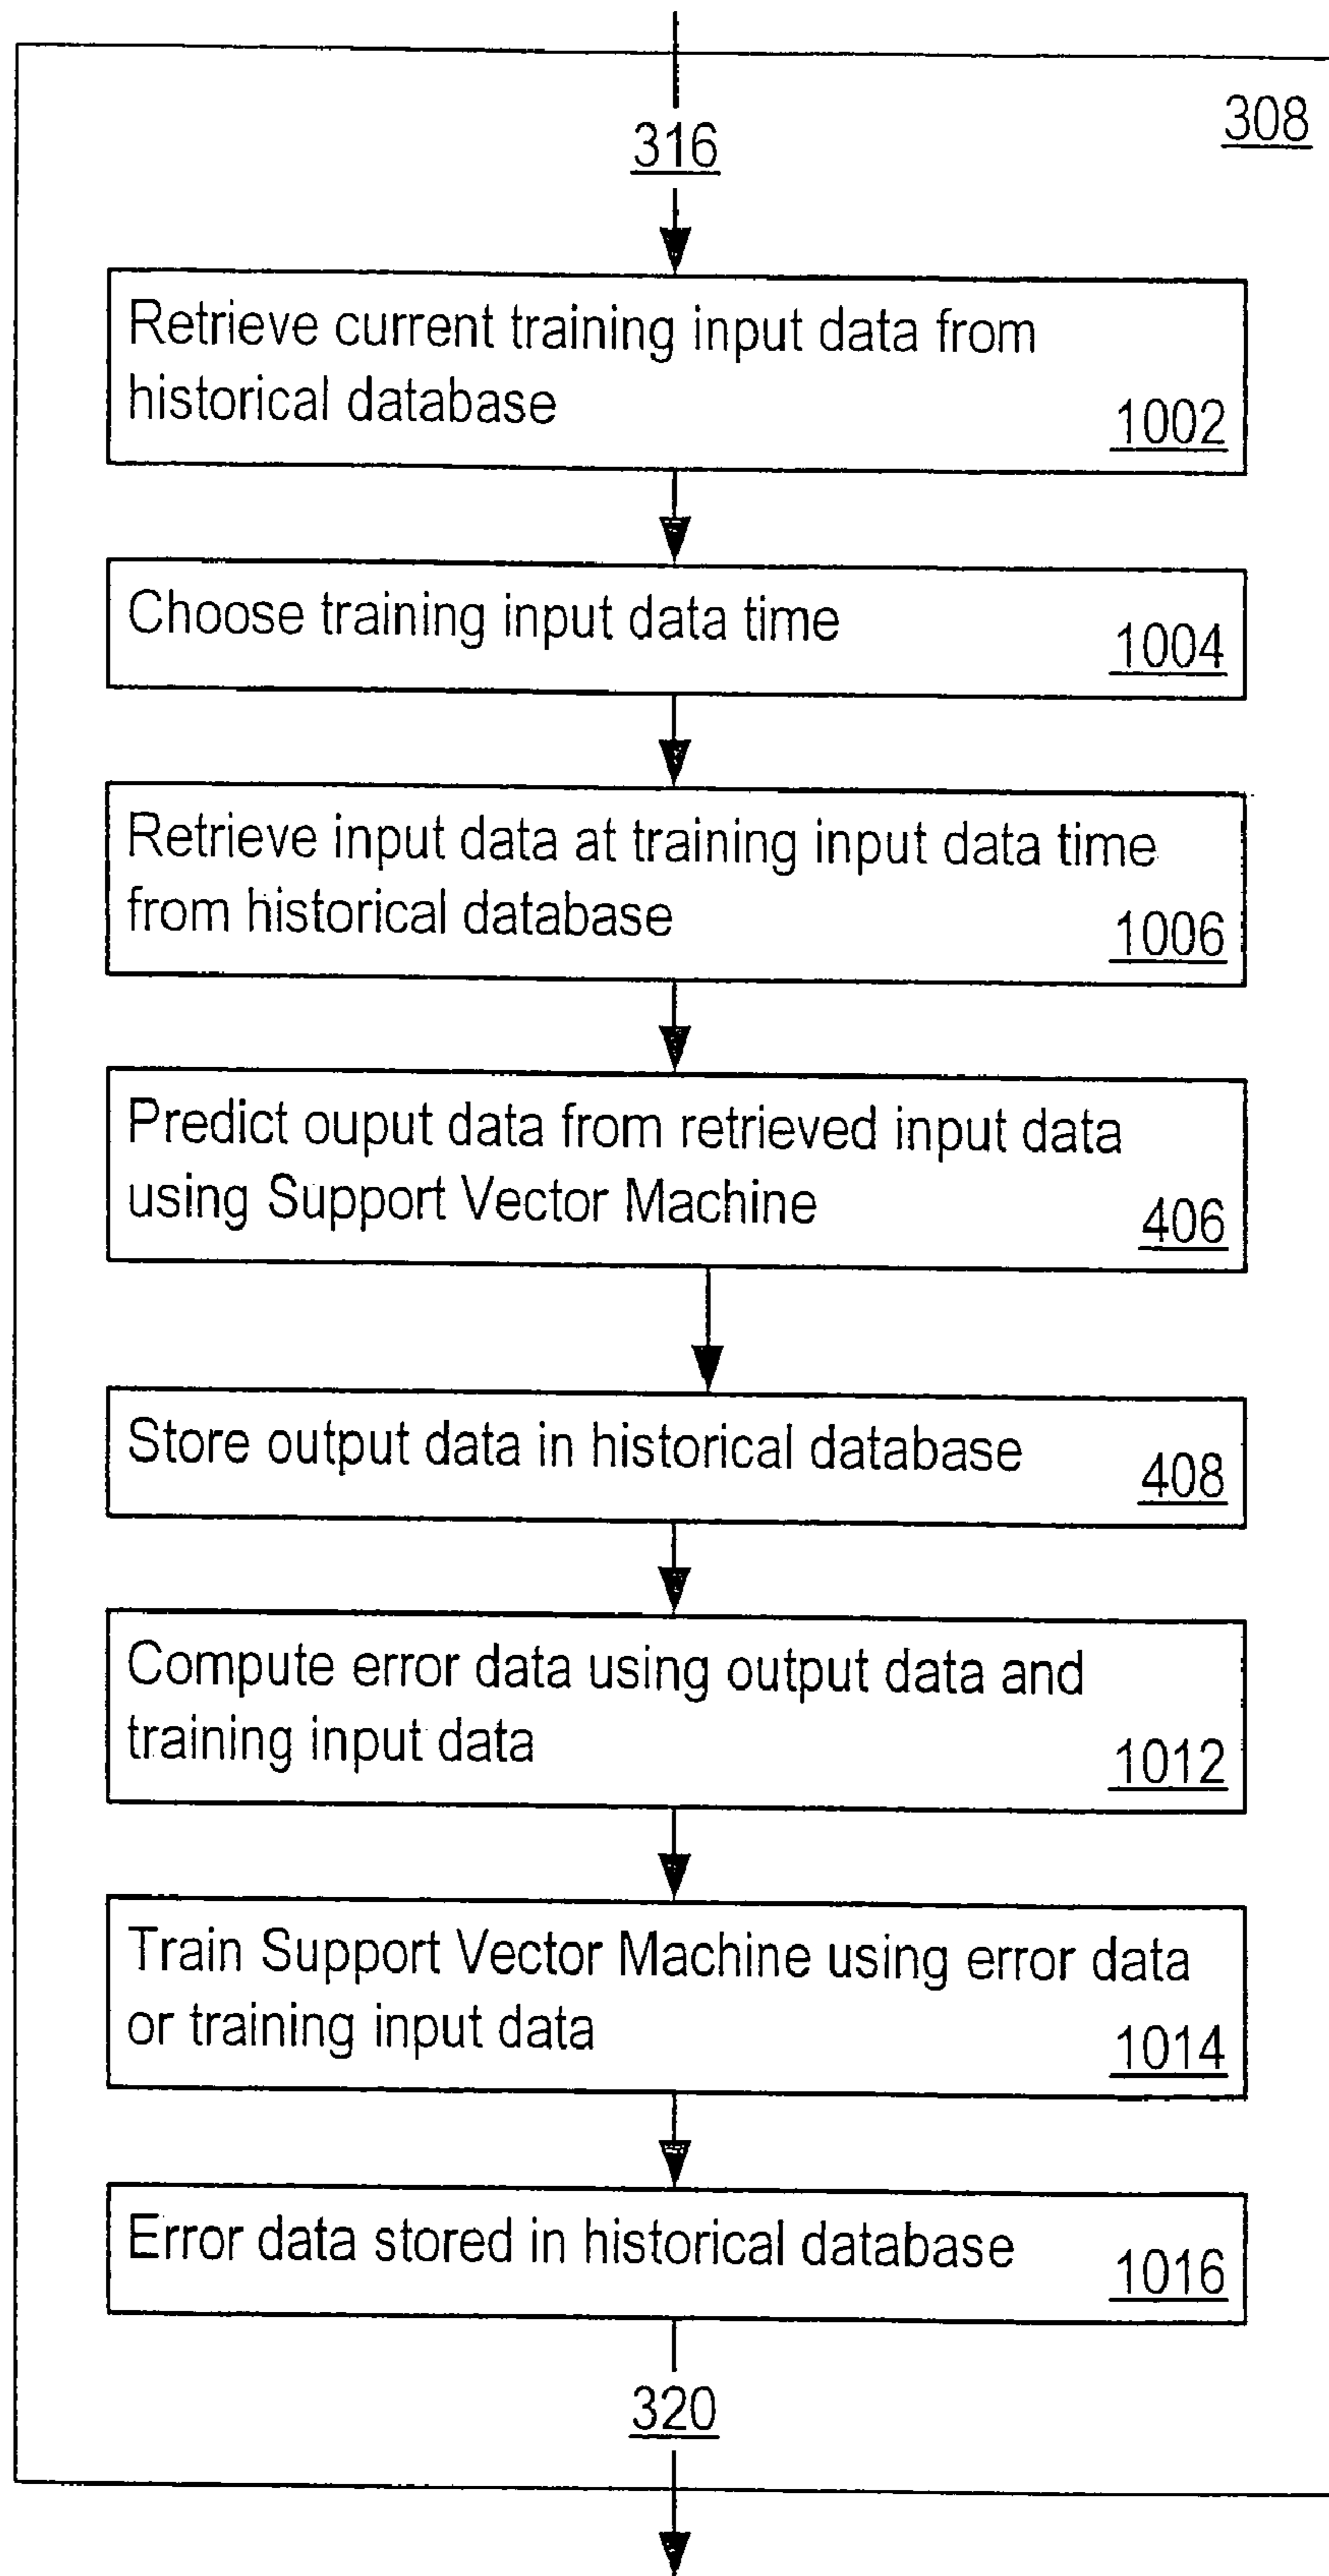 308
316
Retrieve current training input data from
historical database
1002
Choose training input data time
1004
Retrieve input data at training input data time
from historical database
1006
Predict ouput data from retrieved input data
using Support Vector Machine
406
Store output data in historical database
408
Compute error data using output data and
training input data
1012
Train Support Vector Machine using error data
or training input data
1014
Error data stored in historical database
1016
320